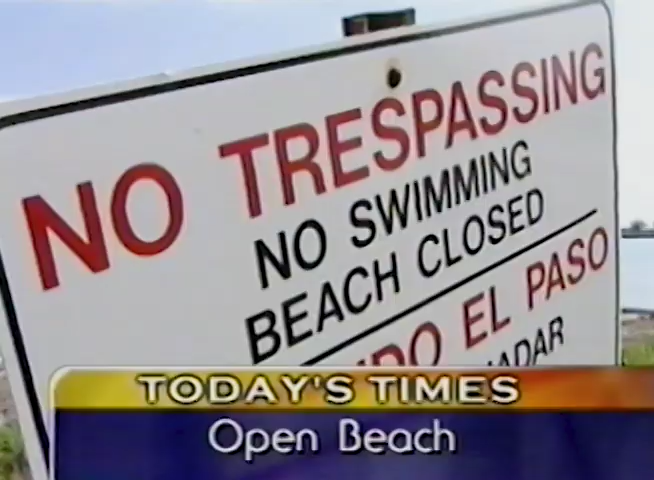 NO TRESPASSING
NO SWIMMING
BEACH CLOSED
EL PASO
TODAY'S TIMES
Open Beach